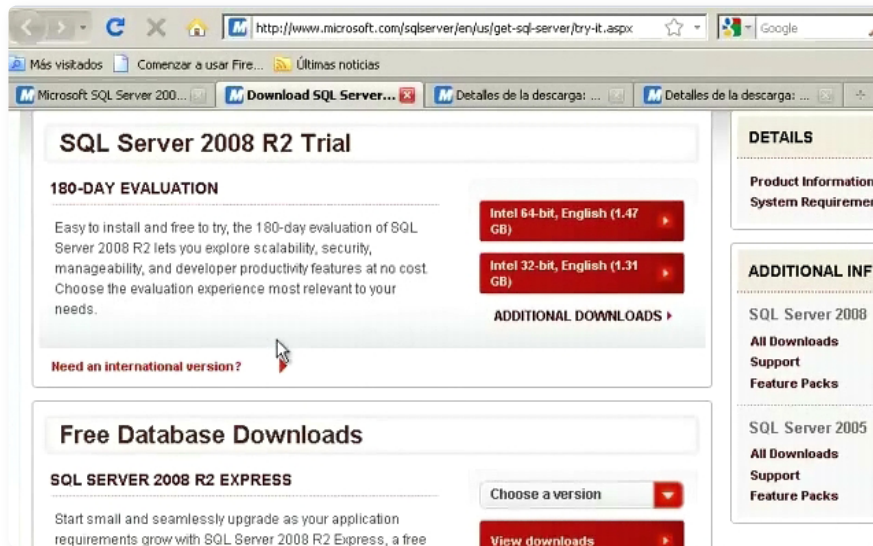 http://www.microsoft.com/sqlserver/en/us/get-sql-server/try-it.aspx
Google
Más visitados
Comenzar a usar Fire...
Últimas noticias
Microsoft SQL Server 200...
Download SQL Server...
Detalles de la descarga: ...
Detalles de la descarga: ...
SQL Server 2008 R2 Trial
180-DAY EVALUATION
Easy to install and free to try, the 180-day evaluation of SQL
Server 2008 R2 lets you explore scalability, security,
manageability, and developer productivity features at no cost.
Choose the evaluation experience most relevant to your
needs.
Intel 64-bit, English (1.47
GB)
Intel 32-bit, English (1.31
GB)
ADDITIONAL DOWNLOADS
Need an international version?
Free Database Downloads
SQL SERVER 2008 R2 EXPRESS
Start small and seamlessly upgrade as your application
requirements grow with SQL Server 2008 R2 Express, a free
Choose a version
View downloads
DETAILS
Product Information
System Requiremen
ADDITIONAL INF
SQL Server 2008
All Downloads
Support
Feature Packs
SQL Server 2005
All Downloads
Support
Feature Packs